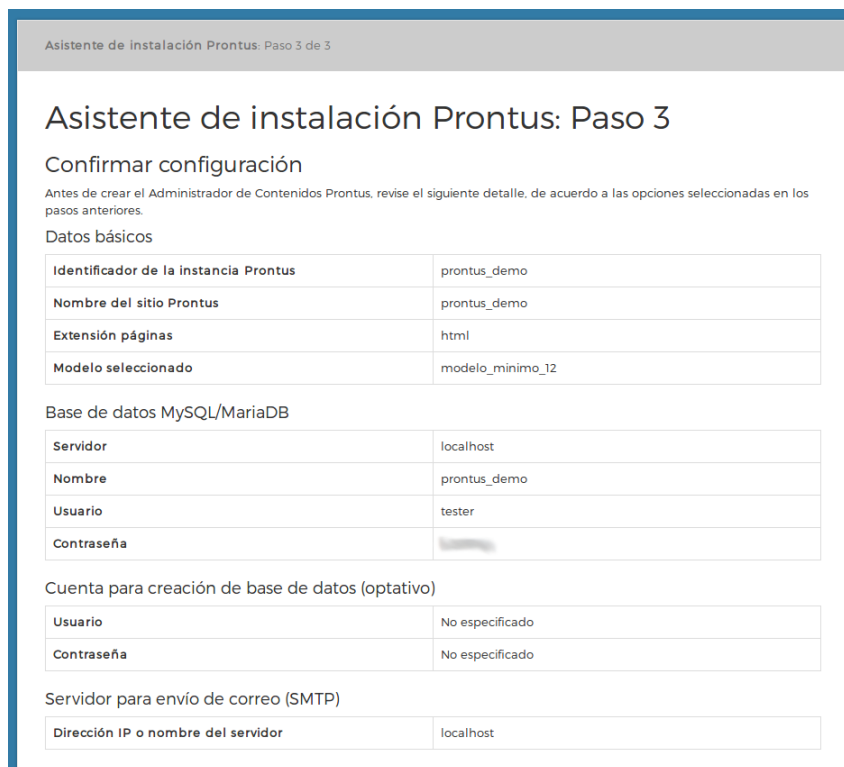 Asistente de instalación Prontus: Paso 3 de 3
Asistente de instalación Prontus: Paso 3
Confirmar configuración
Antes de crear el Administrador de Contenidos Prontus, revise el siguiente detalle, de acuerdo a las opciones seleccionadas en los
pasos anteriores.
Datos básicos
Identificador de la instancia Prontus prontus_demo
Nombre del sitio Prontus prontus_demo
Extensión páginas html
Modelo seleccionado modelo_minimo_12
Base de datos MySQL/MariaDB
Servidor localhost
Nombre prontus_demo
Usuario tester
Contraseña
Cuenta para creación de base de datos (optativo)
Usuario No especificado
Contraseña No especificado
Servidor para envío de correo (SMTP)
Dirección IP o nombre del servidor localhost